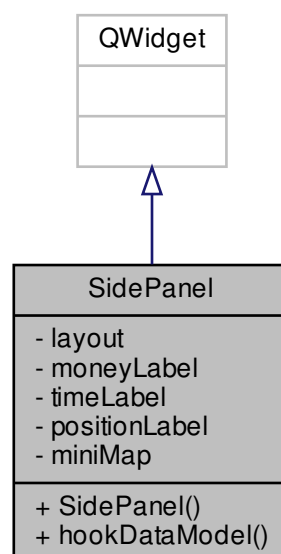 QWidget
SidePanel
- layout
- moneyLabel
- timeLabel
- positionLabel
- miniMap
+ SidePanel()
+ hookDataModel()